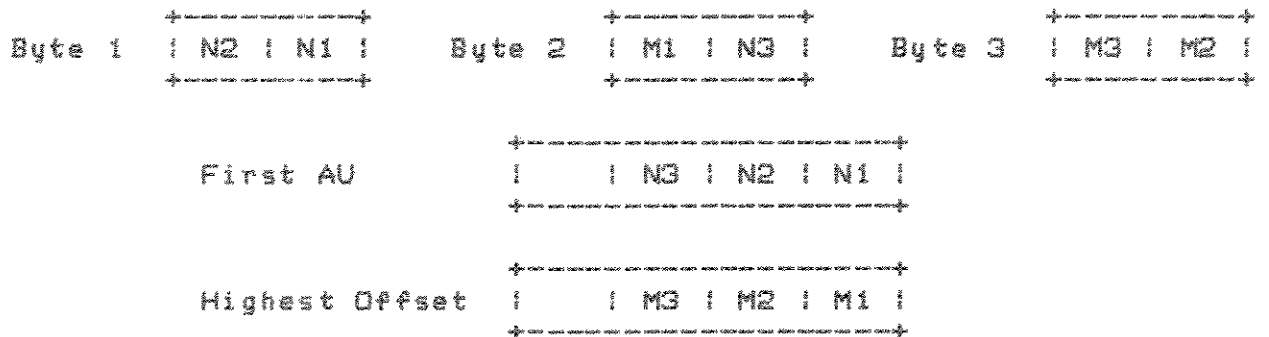 Byte 1 | N2 | N1 | Byte 2 | M1 | N3 | Byte 3 | M3 | M2 |
First AU | | N3 | N2 | N1 |
Highest Offset | | M3 | M2 | M1 |